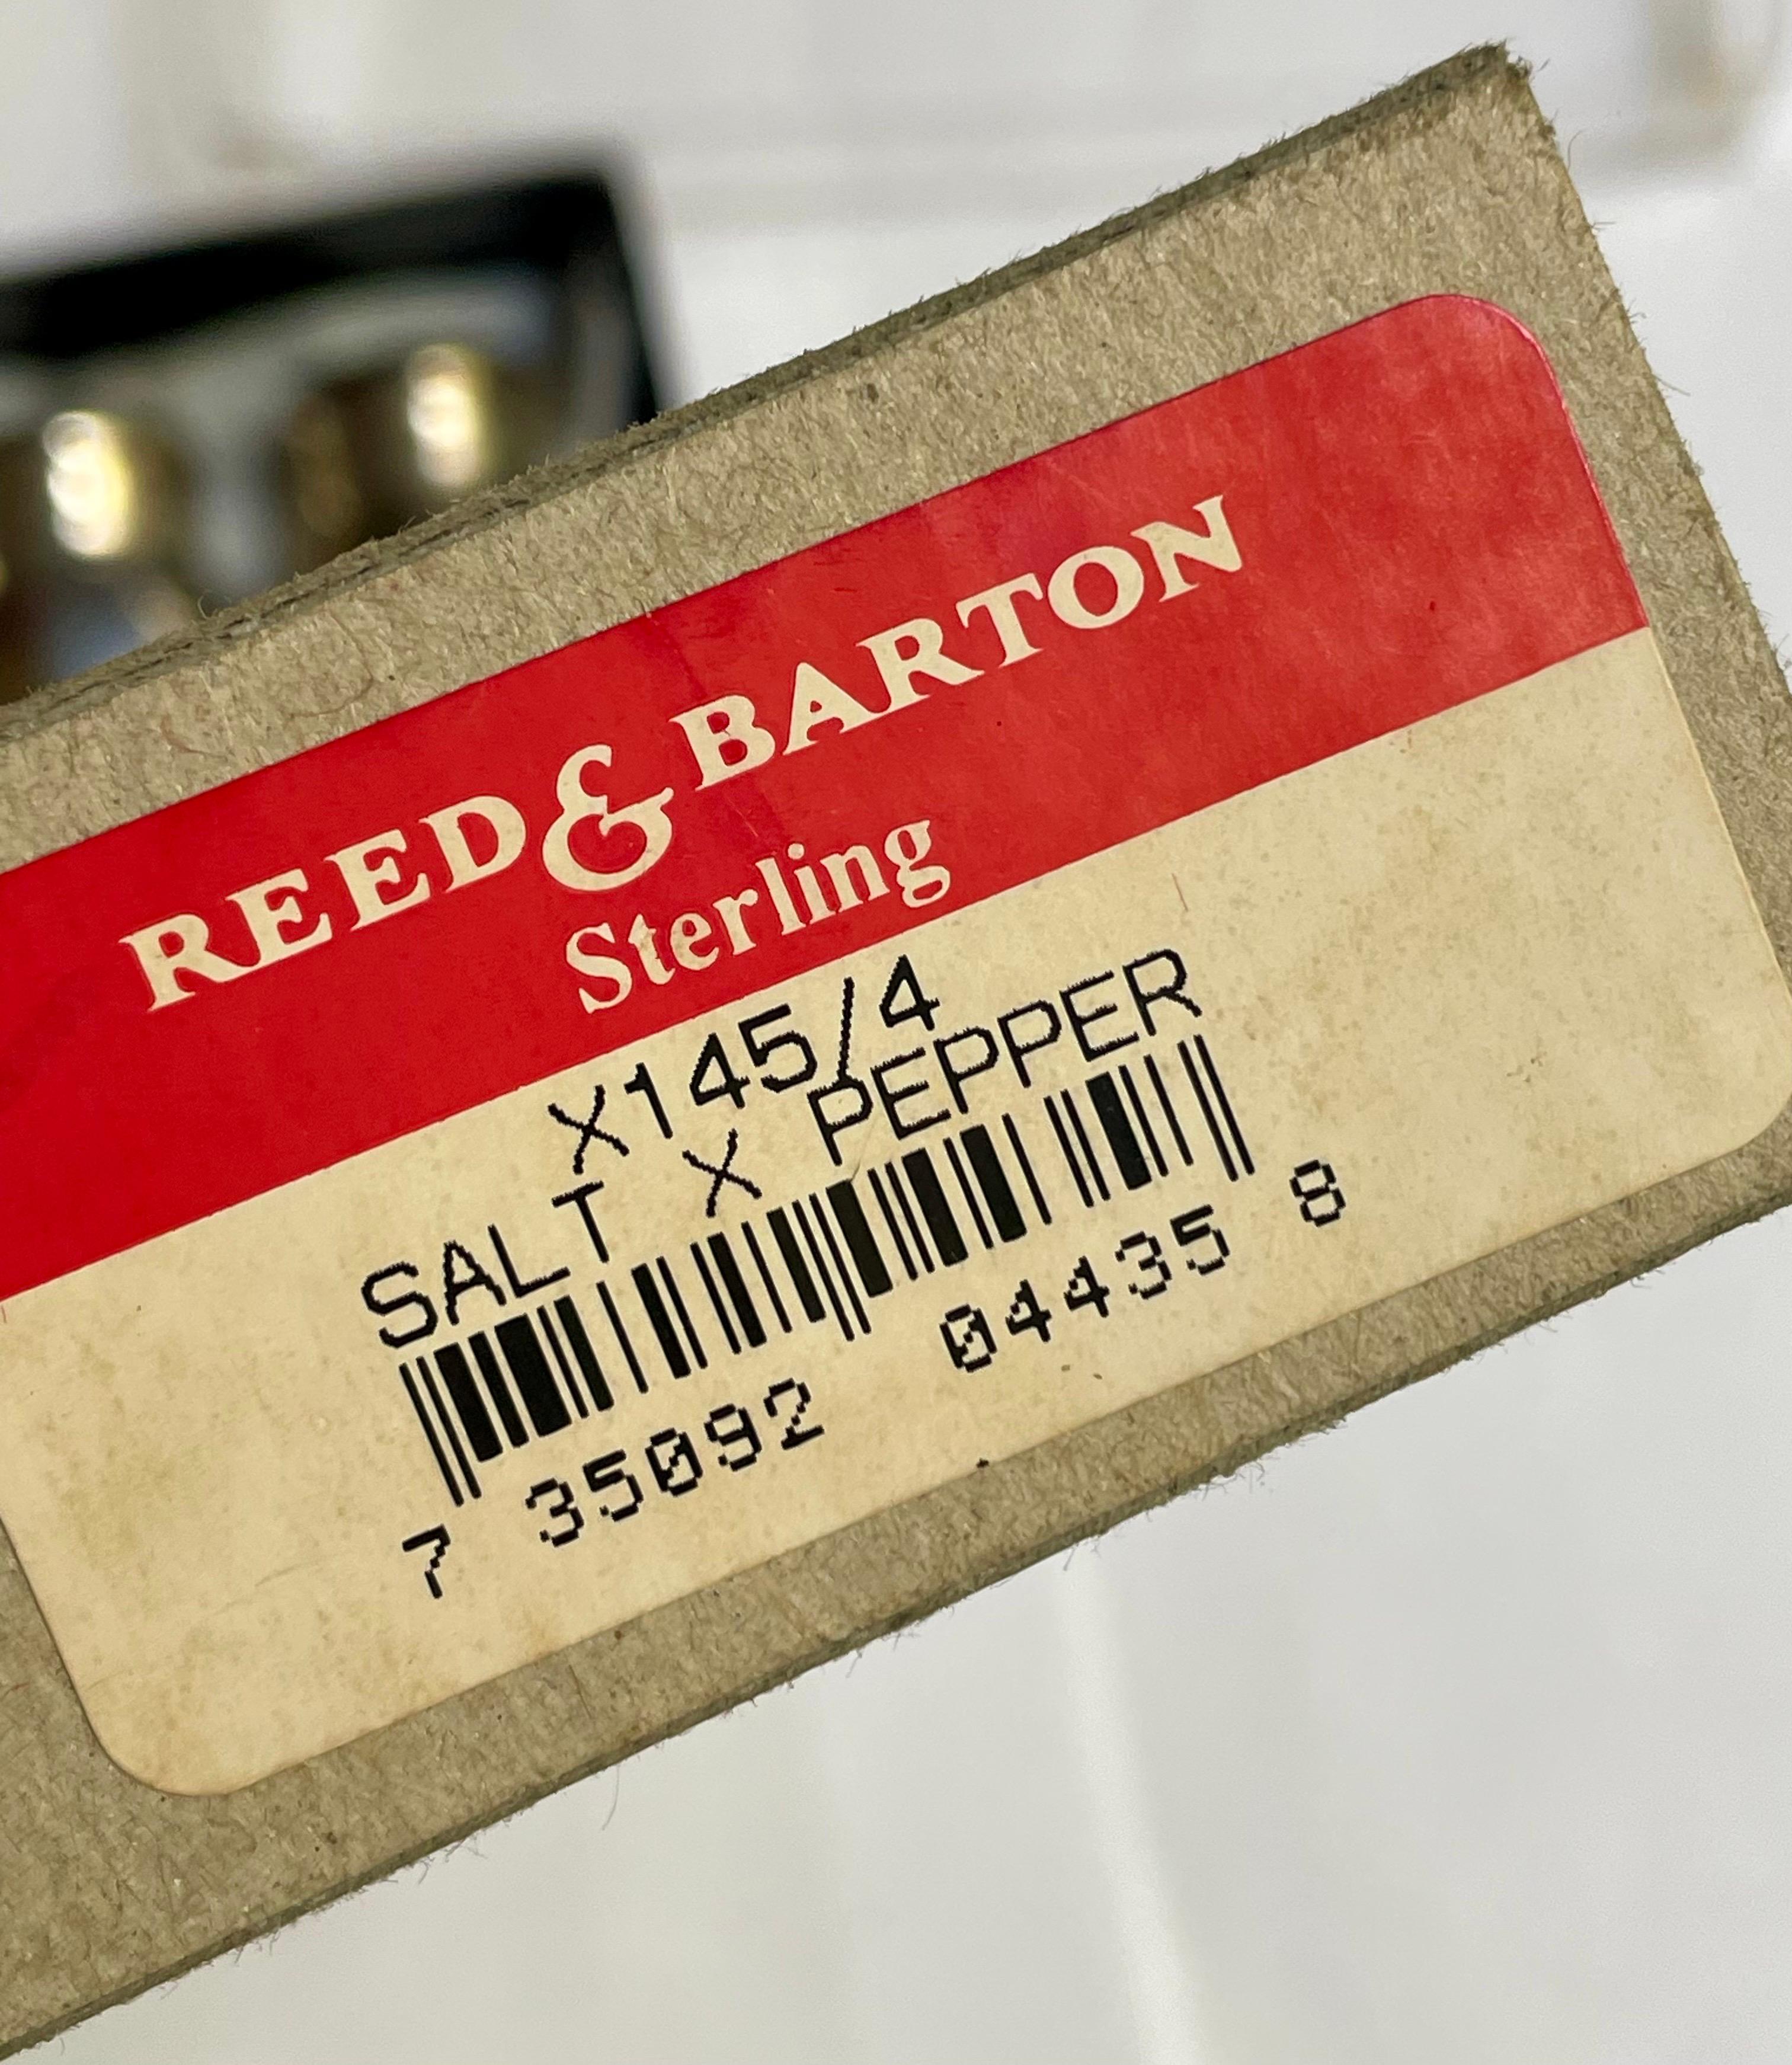 REED & BARTON
Sterling
X145/4
SALT X PEPPER
7 35092 04435 8